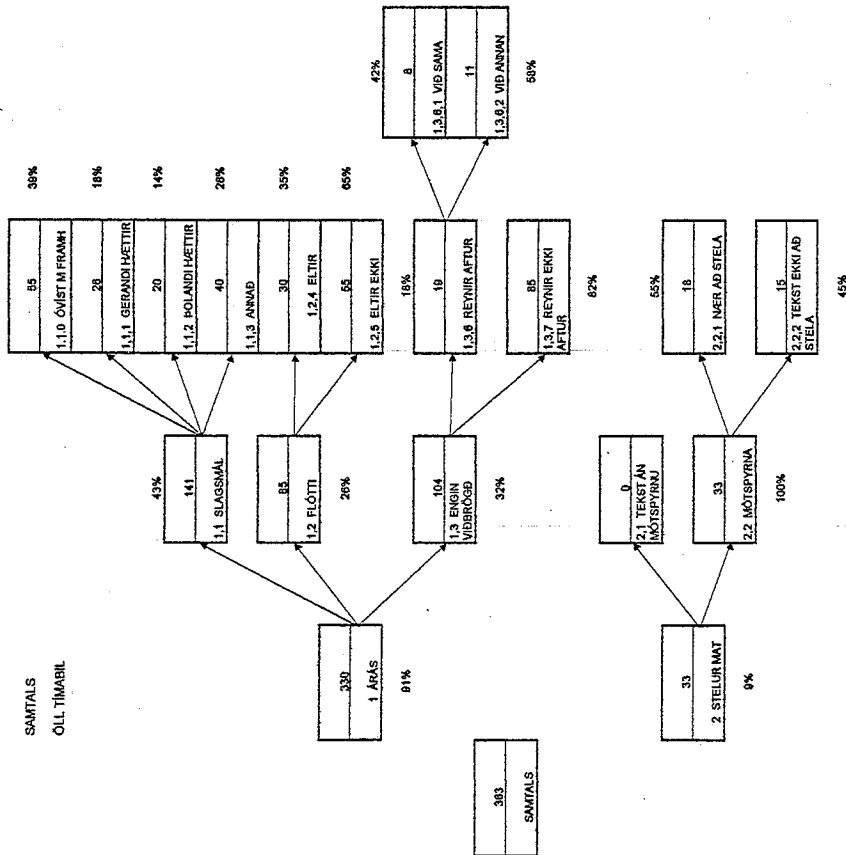 SAMTALS
ÖLL TÍMABIL
363
SAMTALS
330
1 ÁRÁS
91%
33
2 STELUR MAT
9%
43%
141
1,1 SLAGSMÁL
85
1,2 FLÓTTI
26%
104
1,3 ENGIN
VIÐBRÖGÐ
32%
0
2,1 TEKST ÁN
MÓTSPYRNU
33
2,2 MÓTSPYRNA
100%
55
1,1,0 ÓVÍST M FRAMH
39%
26
1,1,1 GERANDI HÆTTIR
18%
20
1,1,2 ÞOLANDI HÆTTIR
14%
40
1,1,3 ANNAÐ
28%
30
1,2,4 ELTIR
35%
55
1,2,5 ELTIR EKKI
65%
18%
19
1,3,6 REYNIR AFTUR
85
1,3,7 REYNIR EKKI
AFTUR
82%
55%
18
2,2,1 NÆR AÐ STELA
15
2,2,2 TEKST EKKI AÐ
STELA
45%
42%
8
1,3,6,1 VIÐ SAMA
11
1,3,6,2 VIÐ ANNAN
58%